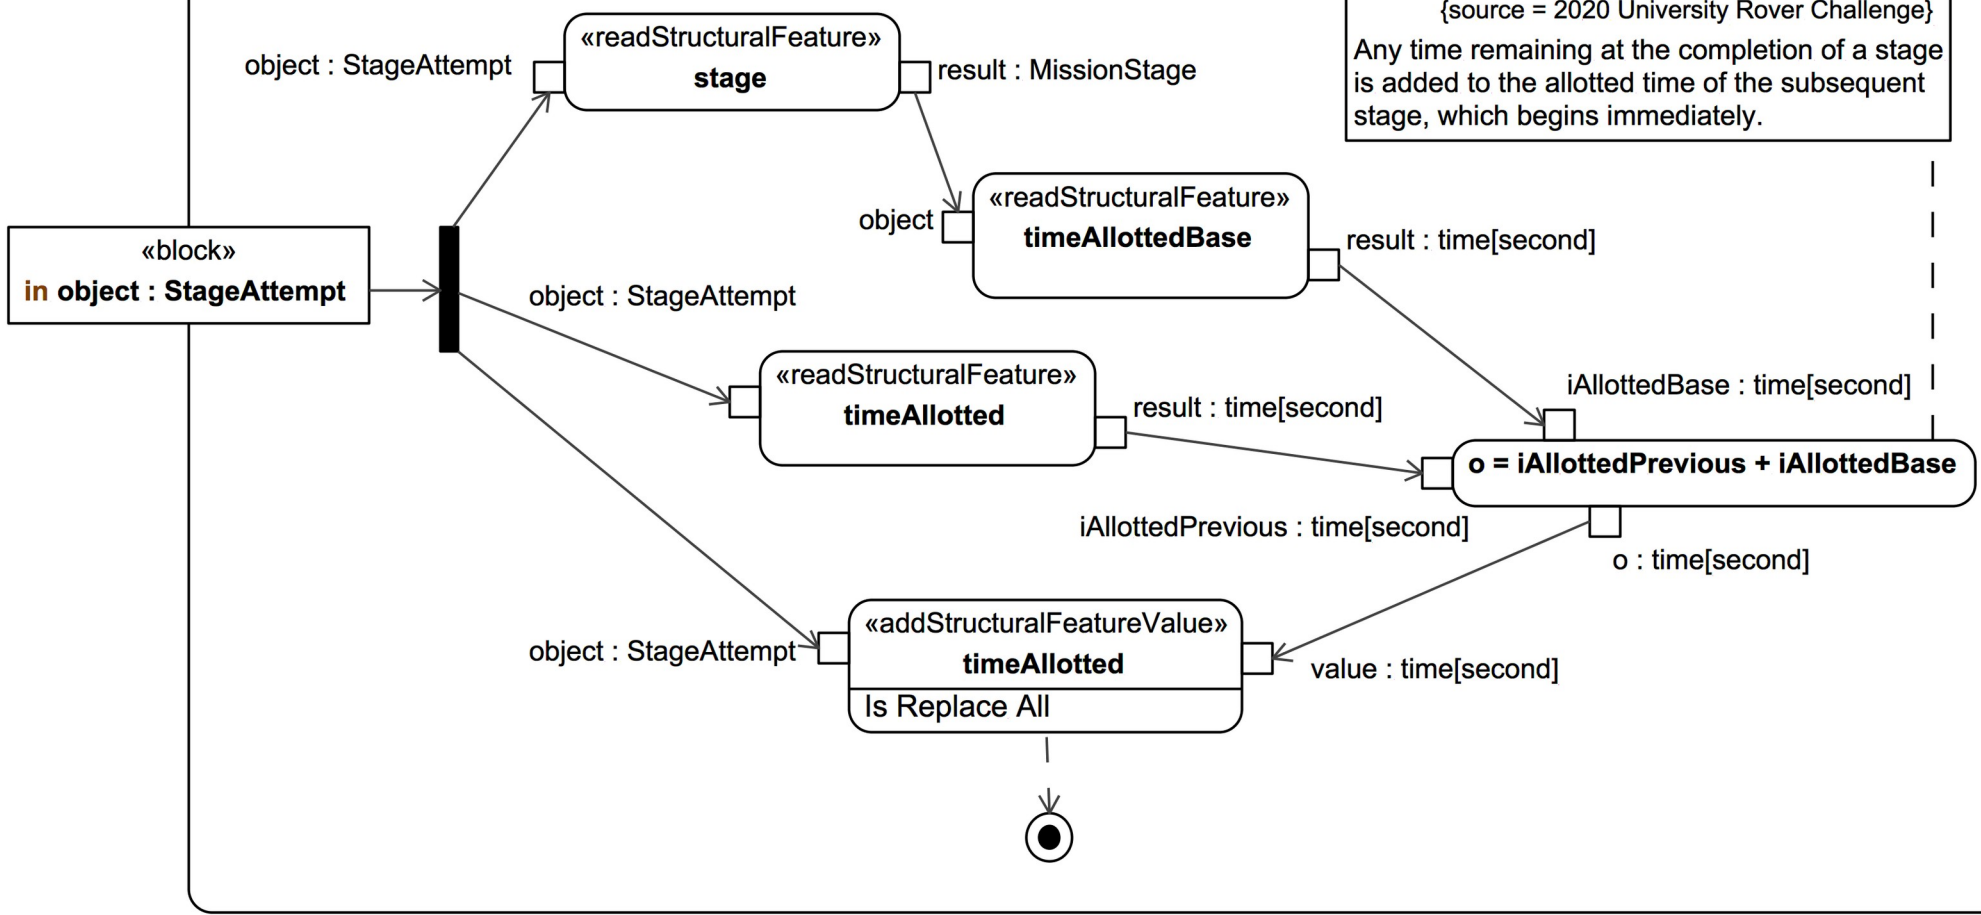 {source = 2020 University Rover Challenge}
Any time remaining at the completion of a stage
is added to the allotted time of the subsequent
stage, which begins immediately.
«readStructuralFeature»
stage
object : StageAttempt
result : MissionStage
«readStructuralFeature»
timeAllottedBase
object
result : time[second]
«block»
in object : StageAttempt
object : StageAttempt
«readStructuralFeature»
timeAllotted
result : time[second]
iAllottedBase : time[second]
o = iAllottedPrevious + iAllottedBase
iAllottedPrevious : time[second]
o : time[second]
«addStructuralFeatureValue»
timeAllotted
Is Replace All
object : StageAttempt
value : time[second]